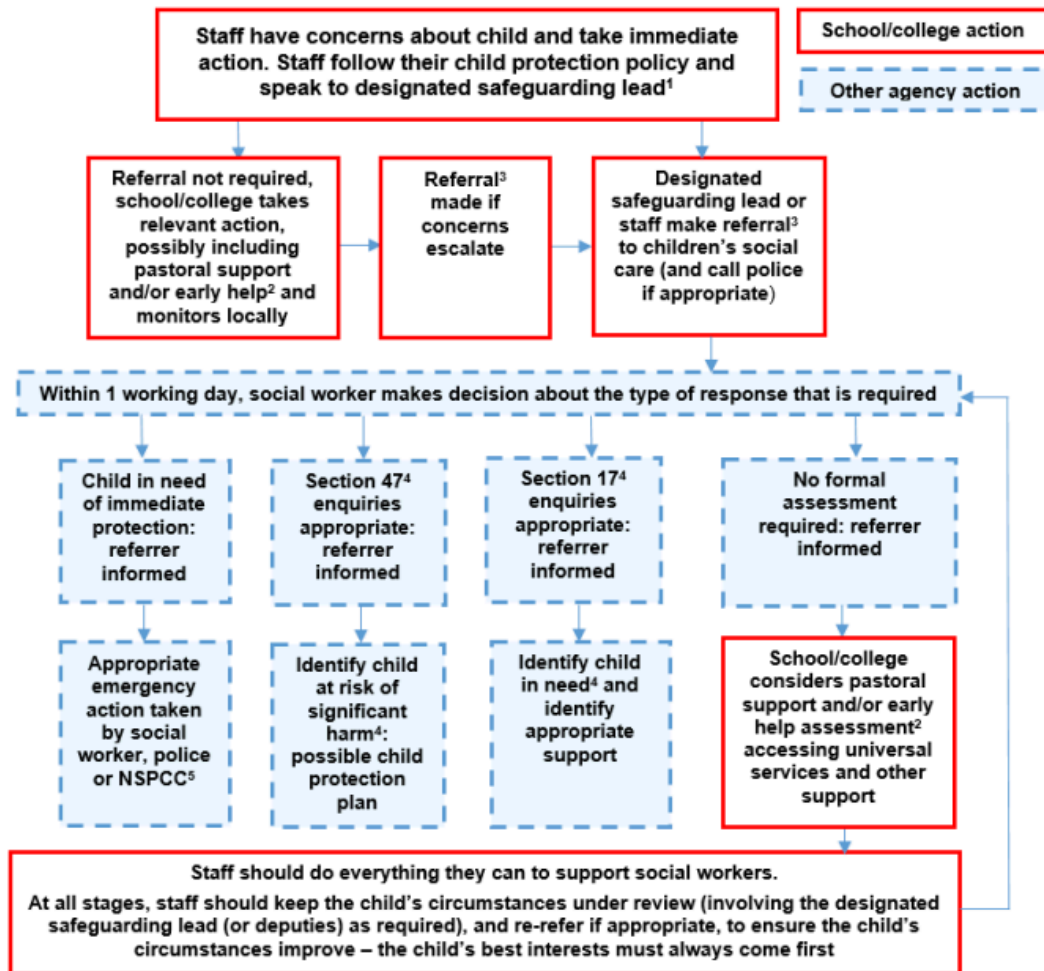 Staff have concerns about child and take immediate
action. Staff follow their child protection policy and
speak to designated safeguarding lead¹
School/college action
Other agency action
Referral not required,
school/college takes
relevant action,
possibly including
pastoral support
and/or early help² and
monitors locally
Referral³
made if
concerns
escalate
Designated
safeguarding lead or
staff make referral³
to children’s social
care (and call police
if appropriate)
Within 1 working day, social worker makes decision about the type of response that is required
Child in need
of immediate
protection:
referrer
informed
Section 47⁴
enquiries
appropriate:
referrer
informed
Section 17⁴
enquiries
appropriate:
referrer
informed
No formal
assessment
required: referrer
informed
Appropriate
emergency
action taken
by social
worker, police
or NSPCC⁵
Identify child
at risk of
significant
harm⁴:
possible child
protection
plan
Identify child
in need⁴ and
identify
appropriate
support
School/college
considers pastoral
support and/or early
help assessment²
accessing universal
services and other
support
Staff should do everything they can to support social workers.
At all stages, staff should keep the child’s circumstances under review (involving the designated
safeguarding lead (or deputies) as required), and re-refer if appropriate, to ensure the child’s
circumstances improve – the child’s best interests must always come first